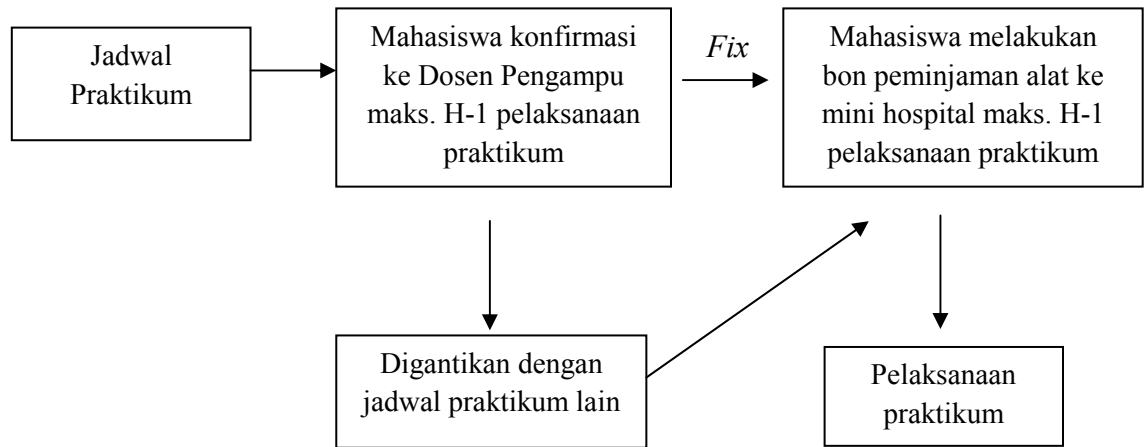 Jadwal
Praktikum
Mahasiswa konfirmasi
ke Dosen Pengampu
maks. H-1 pelaksanaan
praktikum
Fix
Mahasiswa melakukan
bon peminjaman alat ke
mini hospital maks. H-1
pelaksanaan praktikum
Digantikan dengan
jadwal praktikum lain
Pelaksanaan
praktikum